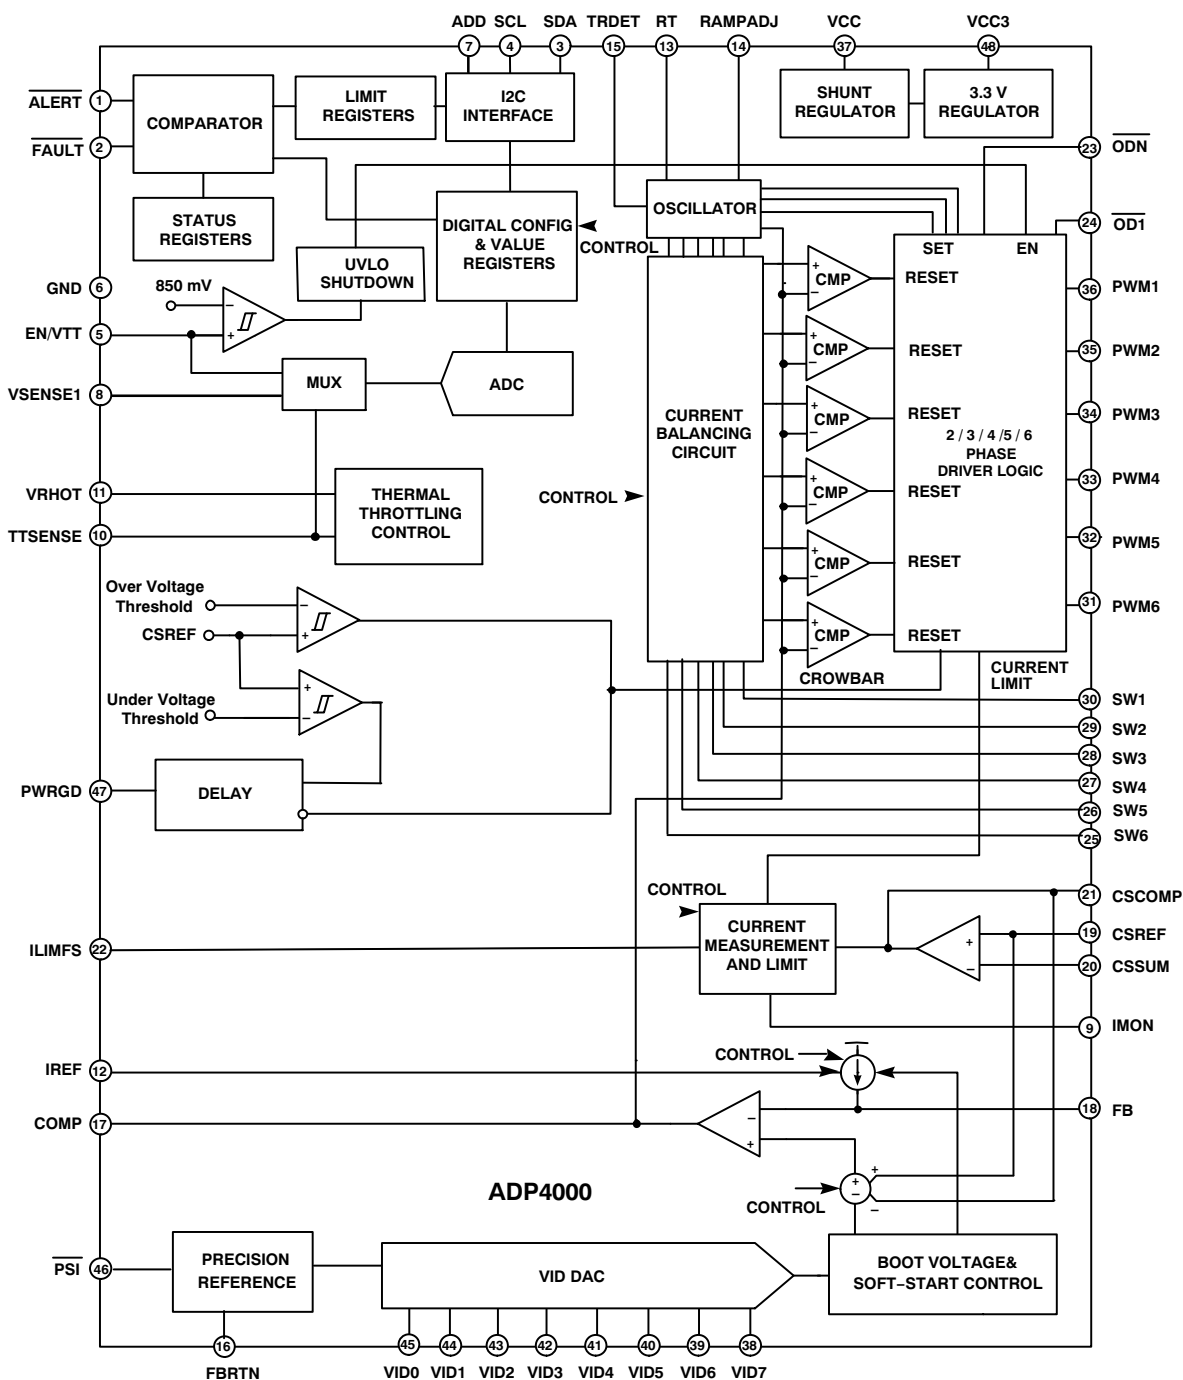 ADD SCL SDA TRDET RT RAMPADJ VCC VCC3
7 4 3 15 13 14 37 48
ALERT 1
FAULT 2
COMPARATOR
LIMIT
REGISTERS
I2C
INTERFACE
SHUNT
REGULATOR
3.3 V
REGULATOR
23 ODN
24 OD1
STATUS
REGISTERS
DIGITAL CONFIG
& VALUE
REGISTERS
CONTROL
OSCILLATOR
SET EN
UVLO
SHUTDOWN
GND 6
850 mV
− +
EN/VTT 5
VSENSE1 8
MUX
ADC
+ − CMP RESET
+ − CMP RESET
+ − CMP RESET
+ − CMP RESET
+ − CMP RESET
+ − CMP RESET
36 PWM1
35 PWM2
34 PWM3
33 PWM4
32 PWM5
31 PWM6
CURRENT
BALANCING
CIRCUIT
2 / 3 / 4 /5 / 6
PHASE
DRIVER LOGIC
CONTROL
VRHOT 11
TTSENSE 10
THERMAL
THROTTLING
CONTROL
Over Voltage
Threshold
CSREF
− +
Under Voltage
Threshold
+ −
CROWBAR
CURRENT
LIMIT
30 SW1
29 SW2
28 SW3
27 SW4
26 SW5
25 SW6
PWRGD 47
DELAY
CONTROL
ILIMFS 22
CURRENT
MEASUREMENT
AND LIMIT
+ −
21 CSCOMP
19 CSREF
20 CSSUM
9 IMON
IREF 12
CONTROL
COMP 17
− +
18 FB
ADP4000
CONTROL
+ −
+ −
PSI 46
PRECISION
REFERENCE
VID DAC
BOOT VOLTAGE&
SOFT−START CONTROL
16 45 44 43 42 41 40 39 38
FBRTN VID0 VID1 VID2 VID3 VID4 VID5 VID6 VID7